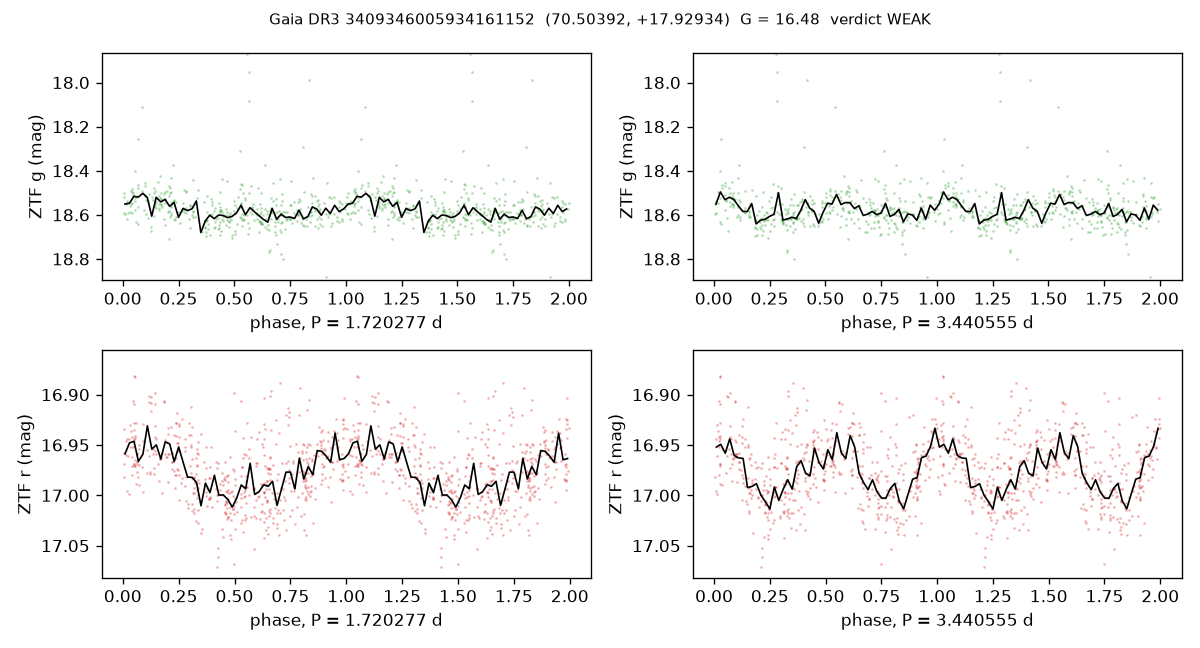 Gaia DR3 3409346005934161152  (70.50392, +17.92934)  G = 16.48  verdict WEAK
ZTF g (mag)
18.0
18.2
18.4
18.6
18.8
0.00 0.25 0.50 0.75 1.00 1.25 1.50 1.75 2.00
phase, P = 1.720277 d
ZTF g (mag)
18.0
18.2
18.4
18.6
18.8
0.00 0.25 0.50 0.75 1.00 1.25 1.50 1.75 2.00
phase, P = 3.440555 d
ZTF r (mag)
16.90
16.95
17.00
17.05
0.00 0.25 0.50 0.75 1.00 1.25 1.50 1.75 2.00
phase, P = 1.720277 d
ZTF r (mag)
16.90
16.95
17.00
17.05
0.00 0.25 0.50 0.75 1.00 1.25 1.50 1.75 2.00
phase, P = 3.440555 d